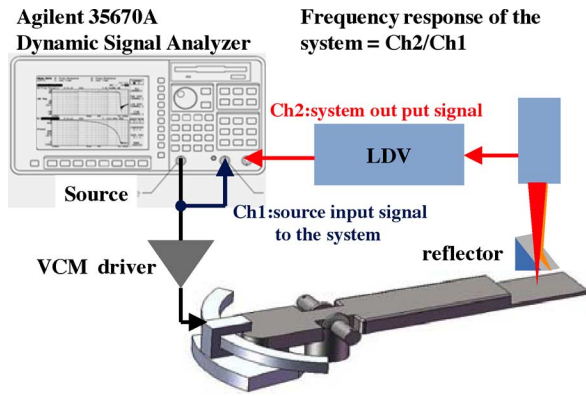 Agilent 35670A
Dynamic Signal Analyzer
Frequency response of the
system = Ch2/Ch1
Ch2:system out put signal
LDV
Source
Ch1:source input signal
to the system
VCM driver
reflector